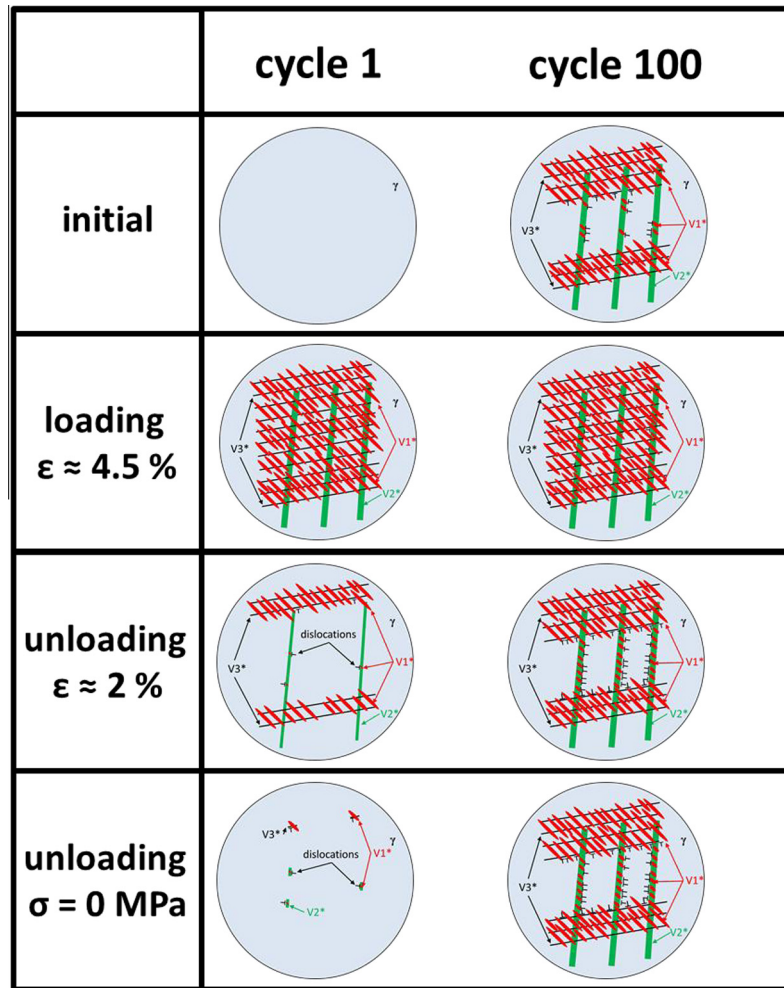 cycle 1
cycle 100
initial
γ
γ
V3*
V1*
V2*
loading
ε ≈ 4.5 %
γ
V3*
V1*
V2*
γ
V3*
V1*
V2*
unloading
ε ≈ 2 %
γ
dislocations
V3*
V1*
V2*
γ
V3*
V1*
V2*
unloading
σ = 0 MPa
V3*
γ
V1*
dislocations
V2*
γ
V3*
V1*
V2*